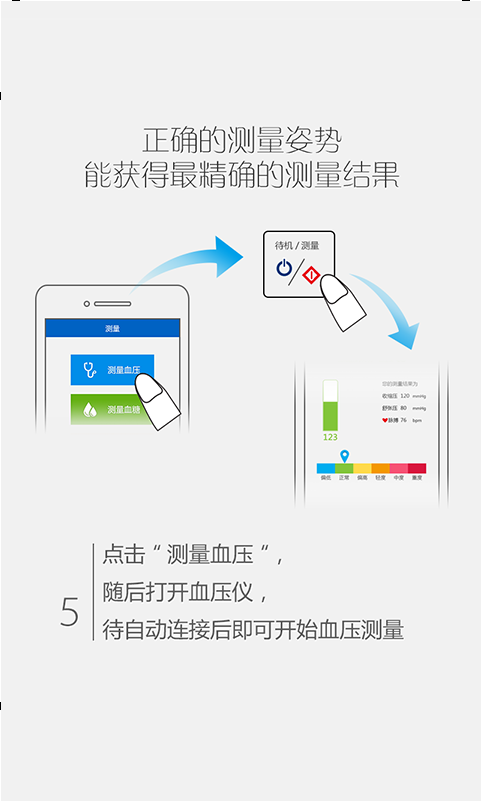 正确的测量姿势
能获得最精确的测量结果
待机 / 测量
测量
测量血压
测量血糖
您的测量结果为
收缩压 120 mmHg
舒张压 80 mmHg
脉搏 76 bpm
123
偏低 正常 偏高 轻度 中度 重度
5
点击“ 测量血压 “，
随后打开血压仪，
待自动连接后即可开始血压测量